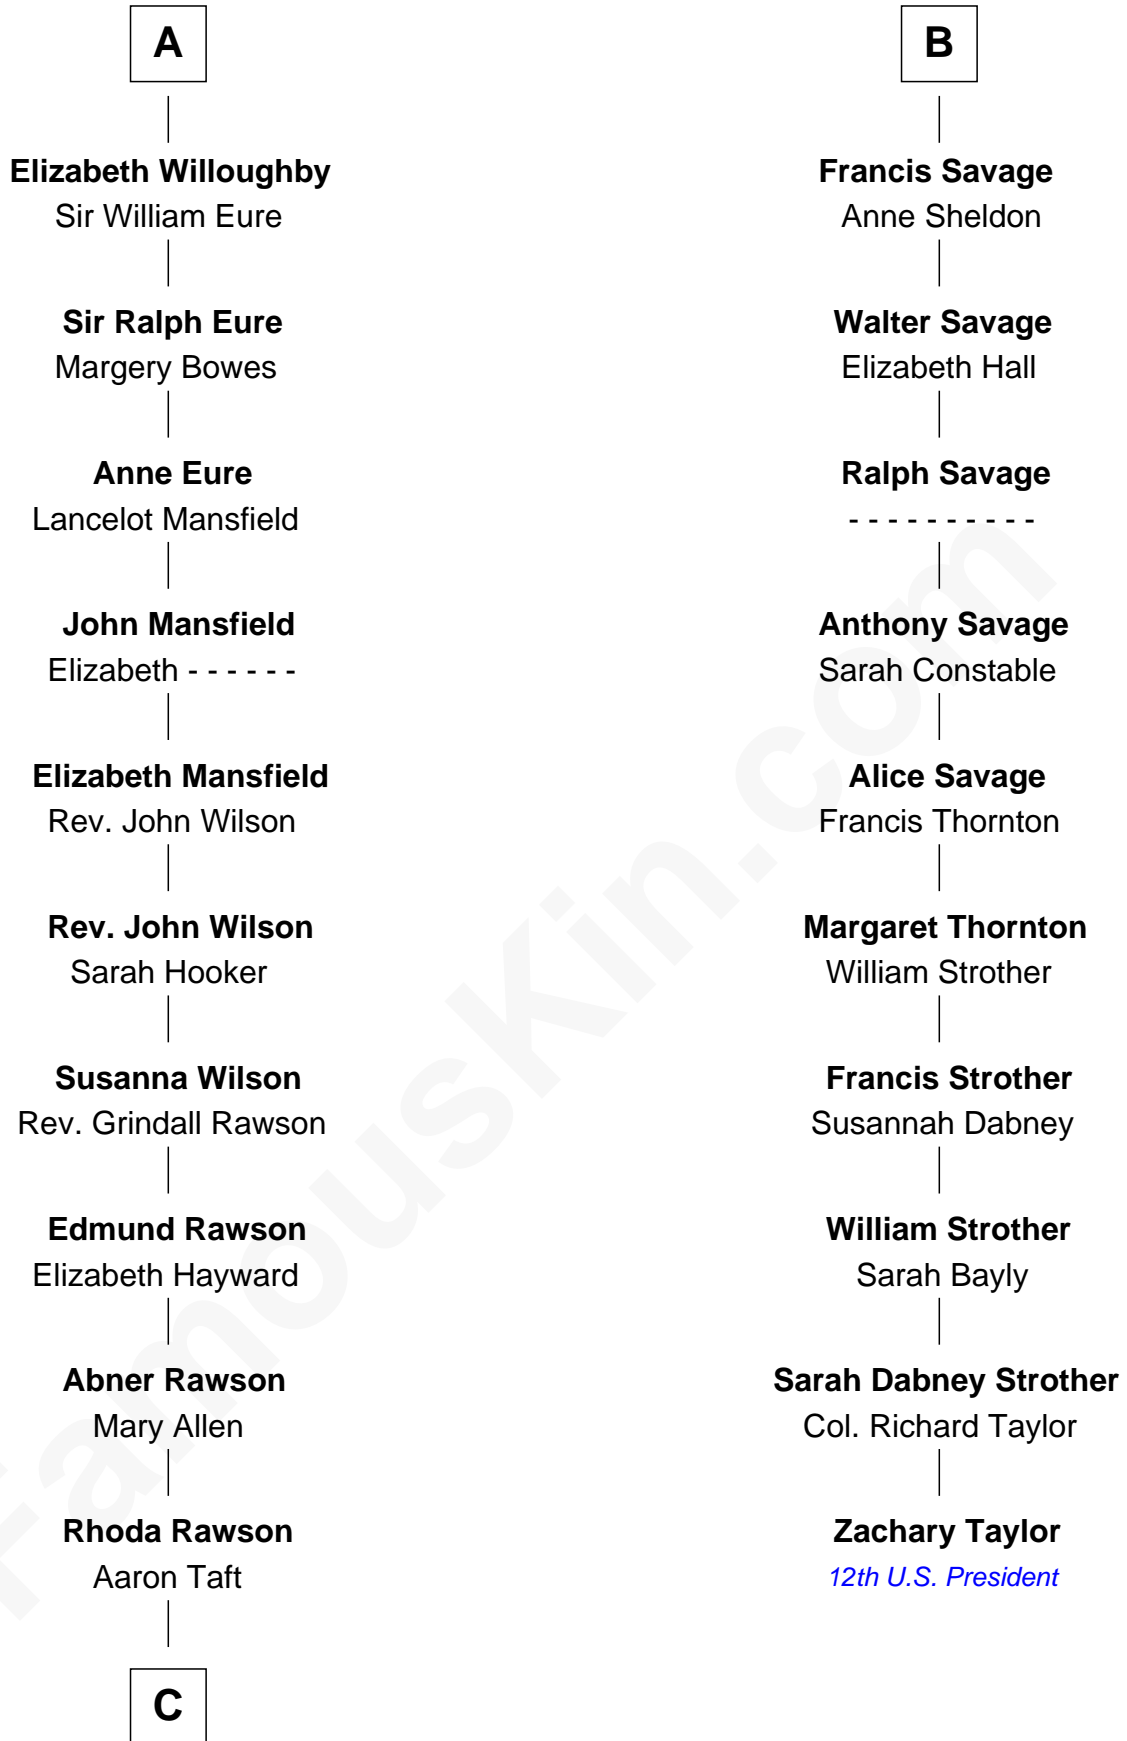 A
Elizabeth Willoughby
Sir William Eure
Sir Ralph Eure
Margery Bowes
Anne Eure
Lancelot Mansfield
John Mansfield
Elizabeth - - - - - -
Elizabeth Mansfield
Rev. John Wilson
Rev. John Wilson
Sarah Hooker
Susanna Wilson
Rev. Grindall Rawson
Edmund Rawson
Elizabeth Hayward
Abner Rawson
Mary Allen
Rhoda Rawson
Aaron Taft
C
B
Francis Savage
Anne Sheldon
Walter Savage
Elizabeth Hall
Ralph Savage
- - - - - - - - - -
Anthony Savage
Sarah Constable
Alice Savage
Francis Thornton
Margaret Thornton
William Strother
Francis Strother
Susannah Dabney
William Strother
Sarah Bayly
Sarah Dabney Strother
Col. Richard Taylor
Zachary Taylor
12th U.S. President
FamousKin.com